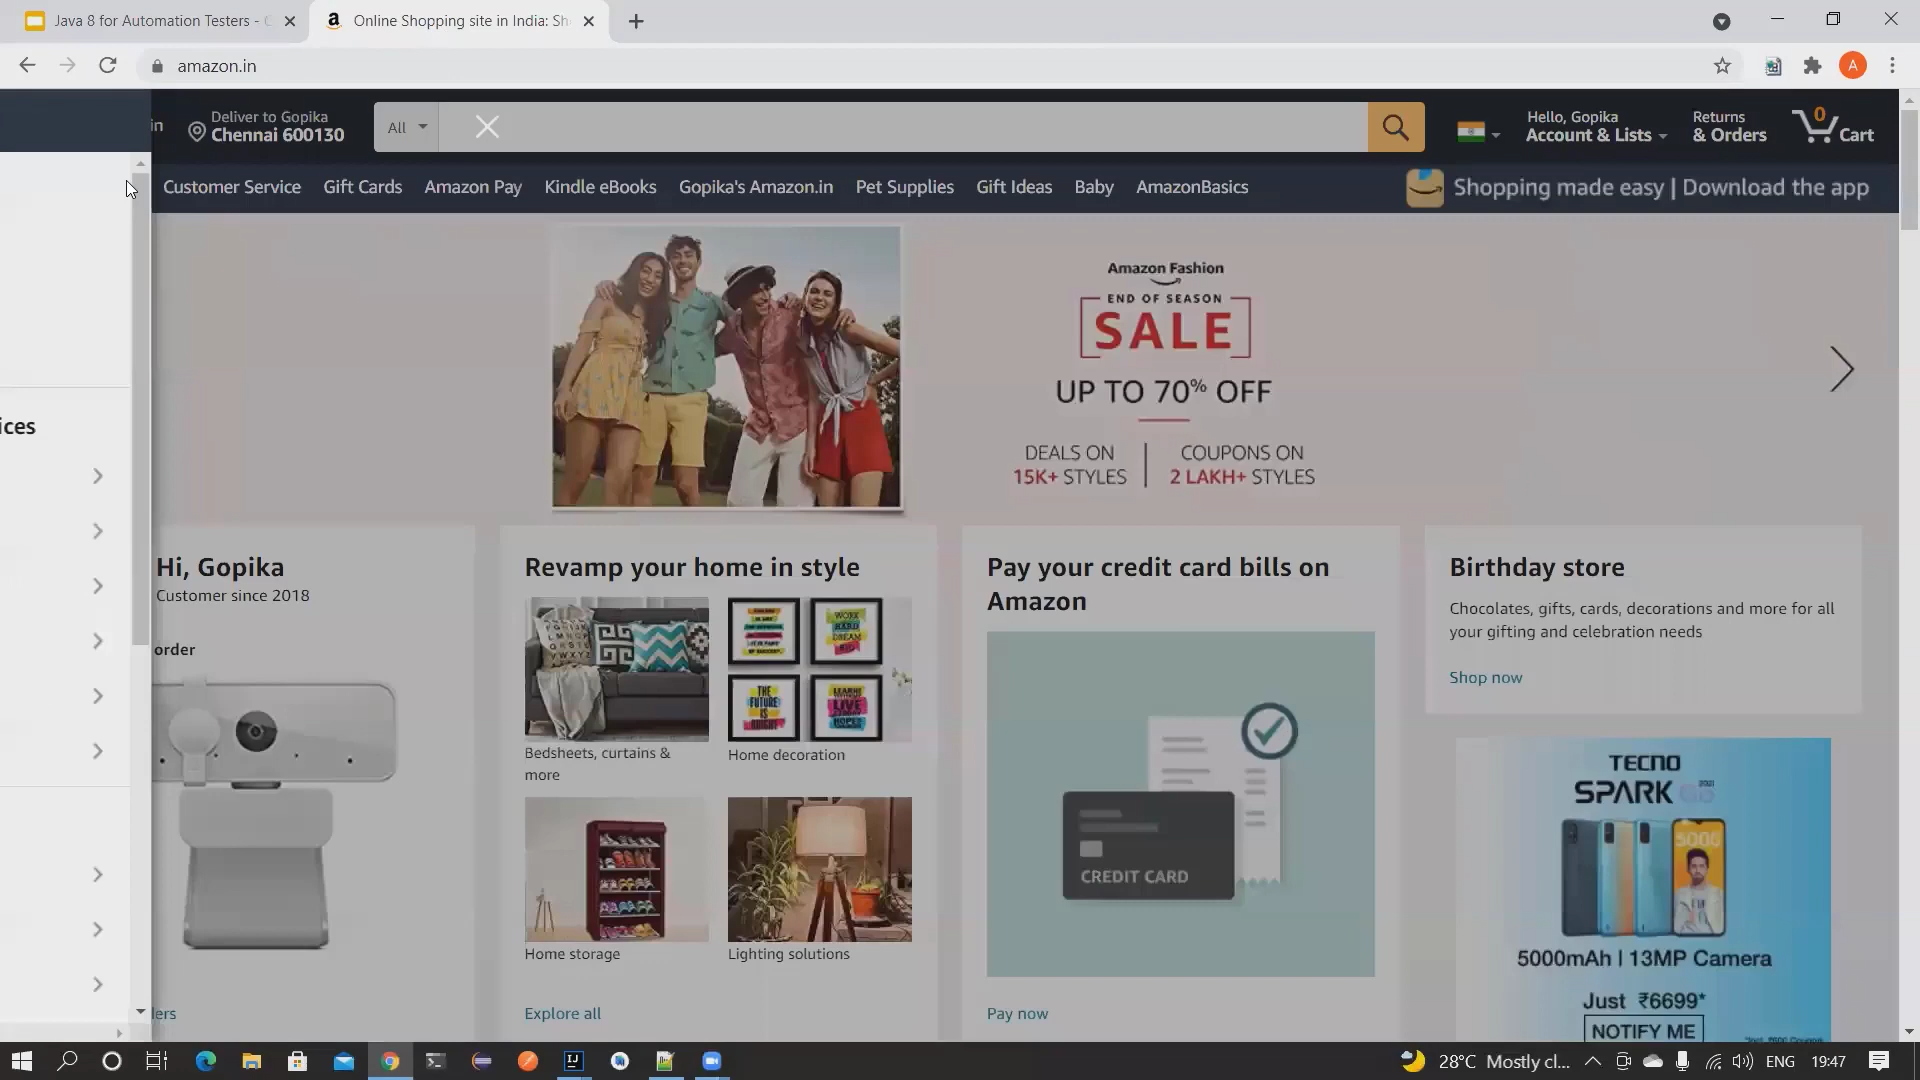 Java 8 for Automation Testers -
Online Shopping site in India: Sh
amazon.in
A
in
Deliver to Gopika
Chennai 600130
All
Hello, Gopika
Account & Lists
Returns
& Orders
0
Cart
Customer Service
Gift Cards
Amazon Pay
Kindle eBooks
Gopika's Amazon.in
Pet Supplies
Gift Ideas
Baby
AmazonBasics
Shopping made easy | Download the app
Amazon Fashion
END OF SEASON
SALE
UP TO 70% OFF
DEALS ON
15K+ STYLES
COUPONS ON
2 LAKH+ STYLES
ices
Hi, Gopika
Customer since 2018
order
ders
Revamp your home in style
Bedsheets, curtains &
more
Home decoration
Home storage
Lighting solutions
Explore all
Pay your credit card bills on
Amazon
CREDIT CARD
Pay now
Birthday store
Chocolates, gifts, cards, decorations and more for all
your gifting and celebration needs
Shop now
TECNO
SPARK
5000
5000mAh | 13MP Camera
Just ₹6699*
NOTIFY ME
28°C Mostly cl...
ENG
19:47